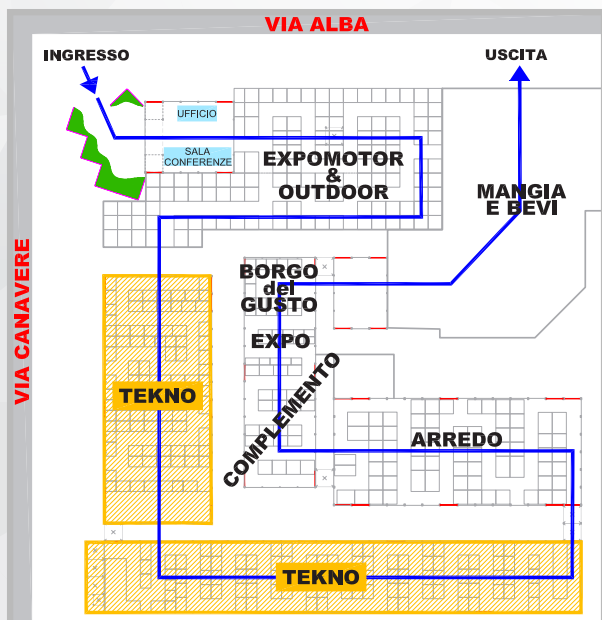 VIA ALBA
INGRESSO
USCITA
UFFICIO
SALA
CONFERENZE
EXPOMOTOR
&
OUTDOOR
MANGIA
E BEVI
VIA CANAVERE
BORGO
del
GUSTO
EXPO
COMPLEMENTO
TEKNO
ARREDO
TEKNO